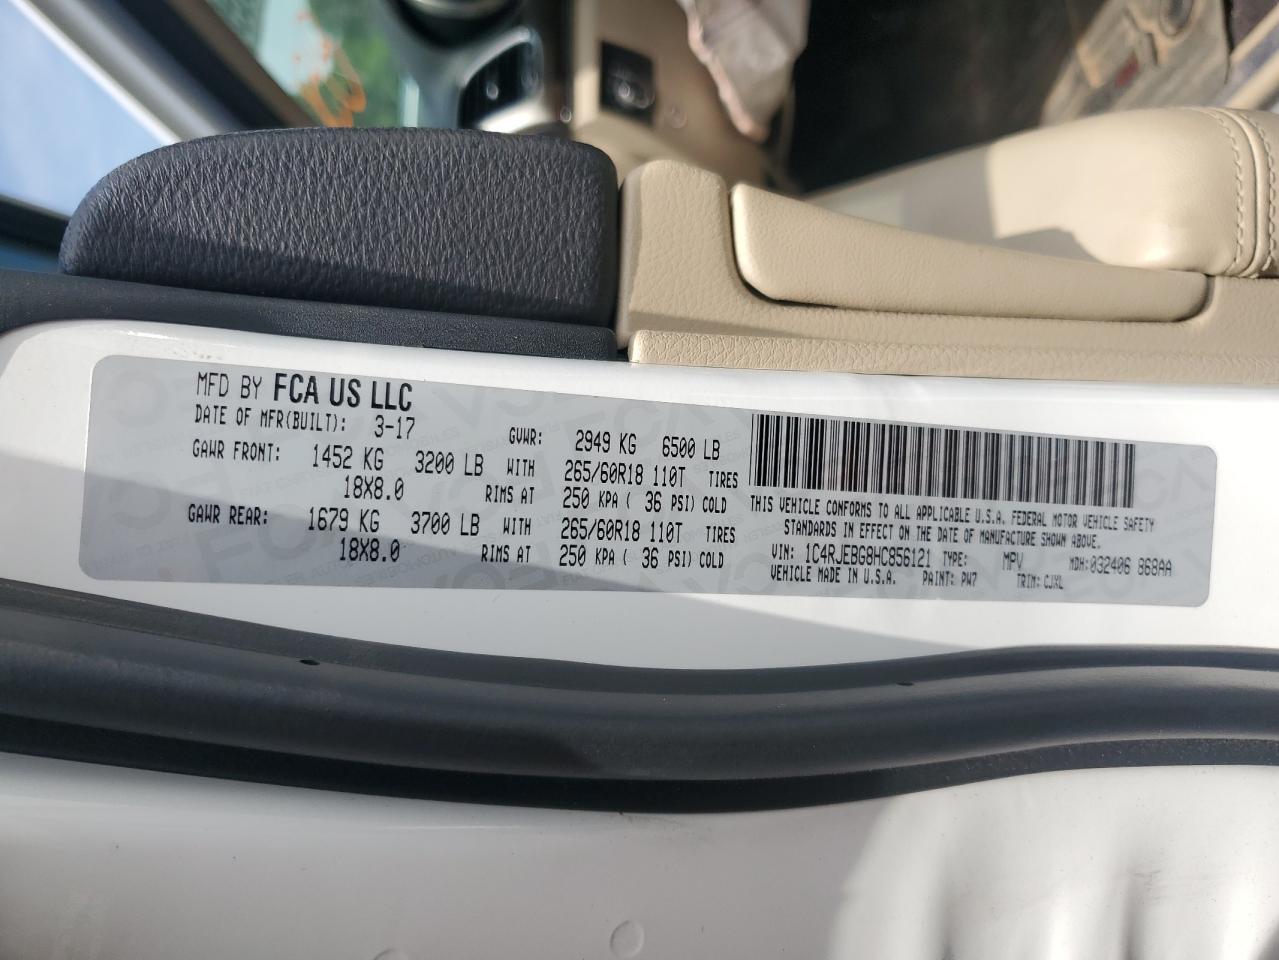 MFD BY FCA US LLC
DATE OF MFR(BUILT): 3-17 GVWR: 2949 KG 6500 LB
GAWR FRONT: 1452 KG 3200 LB WITH 265/60R18 110T TIRES
18X8.0 RIMS AT 250 KPA ( 36 PSI) COLD
GAWR REAR: 1679 KG 3700 LB WITH 265/60R18 110T TIRES
18X8.0 RIMS AT 250 KPA ( 36 PSI) COLD
THIS VEHICLE CONFORMS TO ALL APPLICABLE U.S.A. FEDERAL MOTOR VEHICLE SAFETY
STANDARDS IN EFFECT ON THE DATE OF MANUFACTURE SHOWN ABOVE.
VIN: 1C4RJEBG8HC856121 TYPE: MPV MDH: 032406 868AA
VEHICLE MADE IN U.S.A. PAINT: PW7 TRIM: CJXL